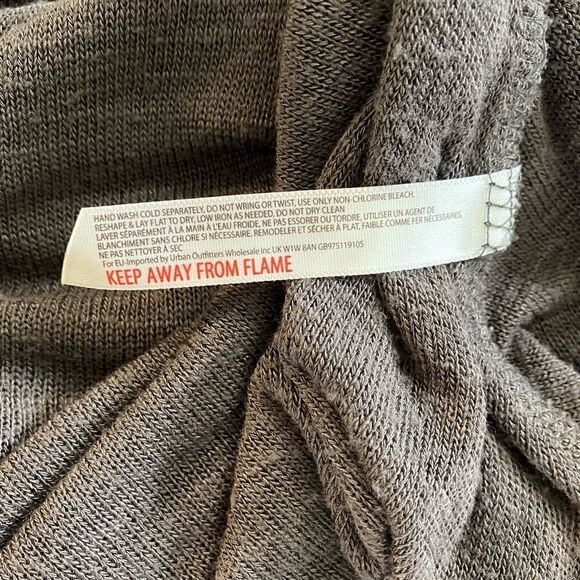 HAND WASH COLD SEPARATELY, DO NOT WRING OR TWIST, USE ONLY NON-CHLORINE BLEACH.
RESHAPE & LAY FLAT TO DRY, LOW IRON AS NEEDED, DO NOT DRY CLEAN
LAVER SÉPARÉMENT À LA MAIN À L'EAU FROIDE, NE PAS ESSORER OU TORDRE, UTILISER UN AGENT DE
BLANCHIMENT SANS CHLORE SI NÉCESSAIRE, REMODELER ET SÉCHER À PLAT, FAIBLE COMME FER NÉCESSAIRES.
NE PAS NETTOYER À SEC
For EU-Imported by Urban Outfitters Wholesale Inc UK W1W 8AN GB975119105
KEEP AWAY FROM FLAME